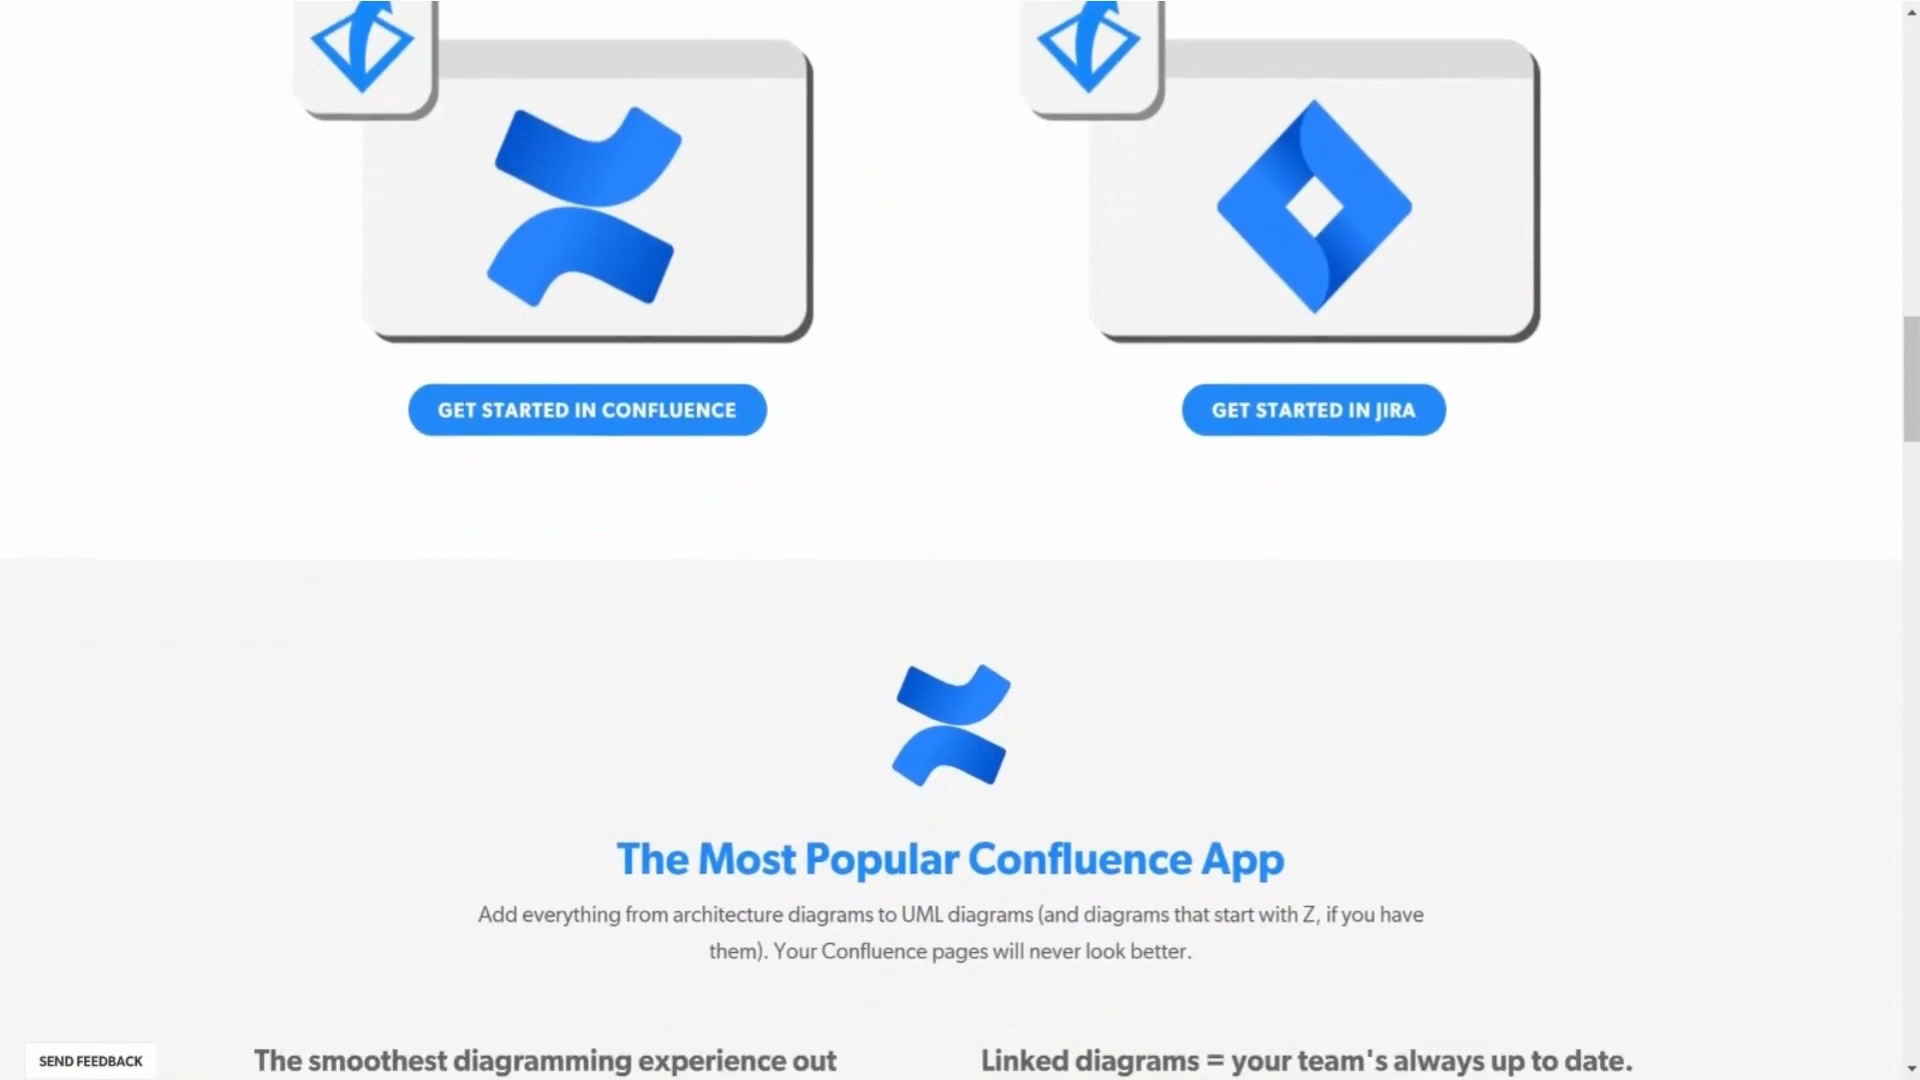 GET STARTED IN CONFLUENCE
GET STARTED IN JIRA
The Most Popular Confluence App
Add everything from architecture diagrams to UML diagrams (and diagrams that start with Z, if you have
them). Your Confluence pages will never look better.
SEND FEEDBACK
The smoothest diagramming experience out
Linked diagrams = your team's always up to date.